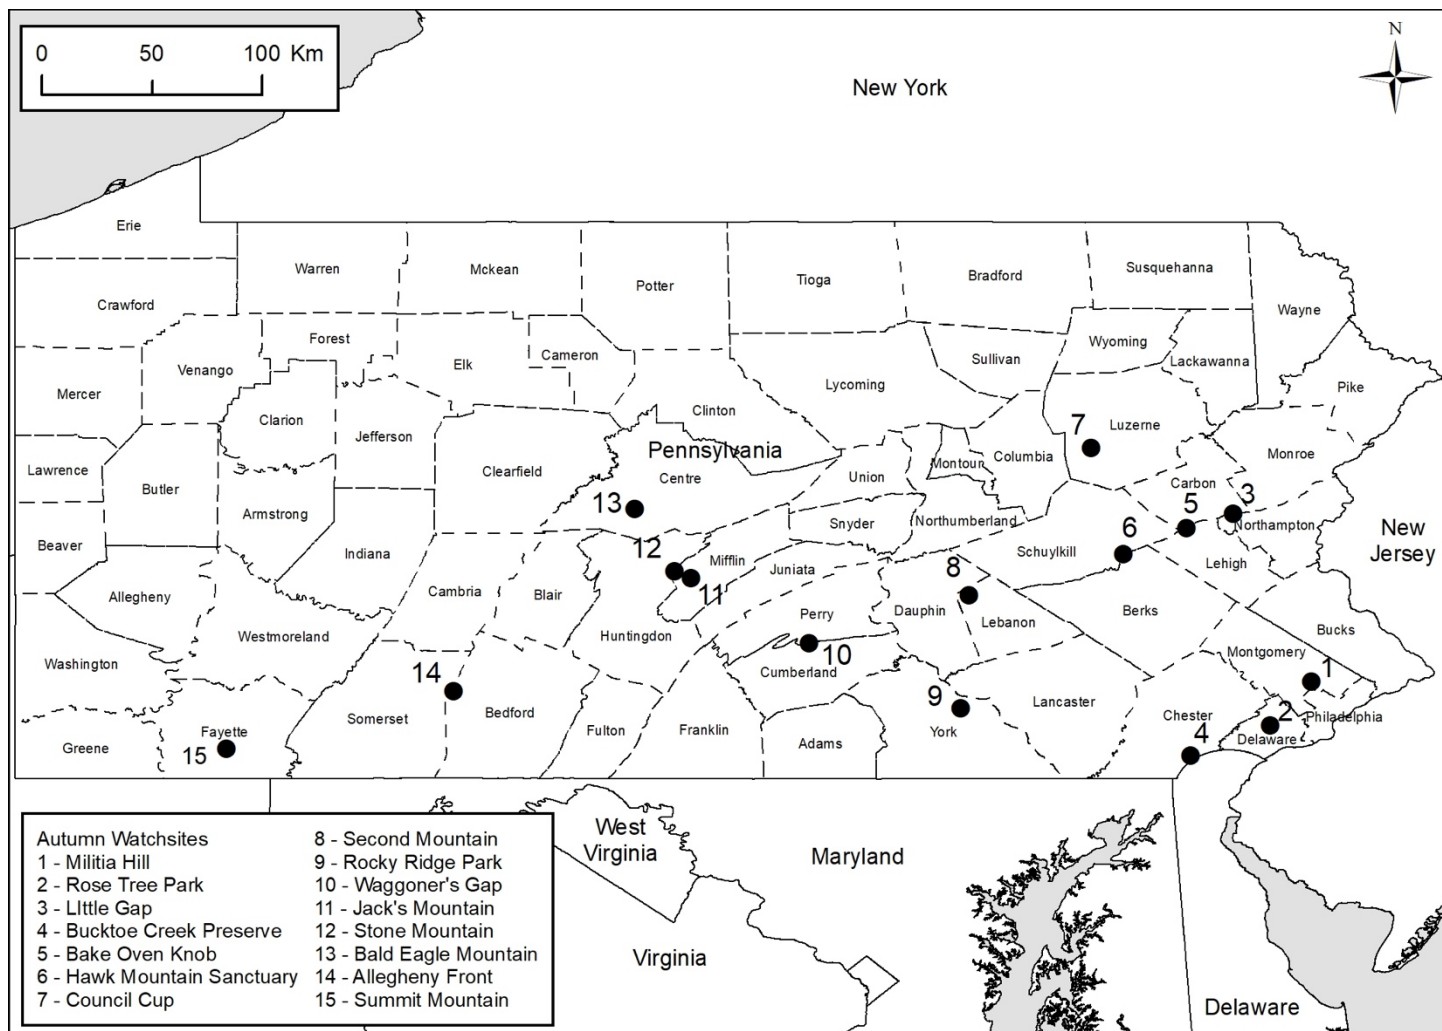 0 50 100 Km
N
New York
Erie
Warren
Mckean
Potter
Tioga
Bradford
Susquehanna
Wayne
Crawford
Forest
Venango
Elk
Cameron
Sullivan
Wyoming
Lackawanna
Mercer
Lycoming
Pike
Clarion
Jefferson
Clinton
7
Luzerne
Pennsylvania
Lawrence
Clearfield
Centre
Union
Montour
Columbia
Monroe
Butler
Carbon
13
5
3
Armstrong
Snyder
Northumberland
Northampton
New
Jersey
Beaver
Indiana
12
Mifflin
Juniata
Schuylkill
6
Lehigh
Allegheny
Cambria
Blair
11
8
Dauphin
Perry
Lebanon
Berks
Westmoreland
Huntingdon
Bucks
Washington
10
Cumberland
Montgomery
14
1
Somerset
Bedford
9
Lancaster
Fayette
Fulton
Franklin
Adams
York
Chester
2
Philadelphia
Greene
15
4
Delaware
West
Virginia
Maryland
Virginia
Delaware
Autumn Watchsites
1 - Militia Hill
2 - Rose Tree Park
3 - LIttle Gap
4 - Bucktoe Creek Preserve
5 - Bake Oven Knob
6 - Hawk Mountain Sanctuary
7 - Council Cup
8 - Second Mountain
9 - Rocky Ridge Park
10 - Waggoner's Gap
11 - Jack's Mountain
12 - Stone Mountain
13 - Bald Eagle Mountain
14 - Allegheny Front
15 - Summit Mountain